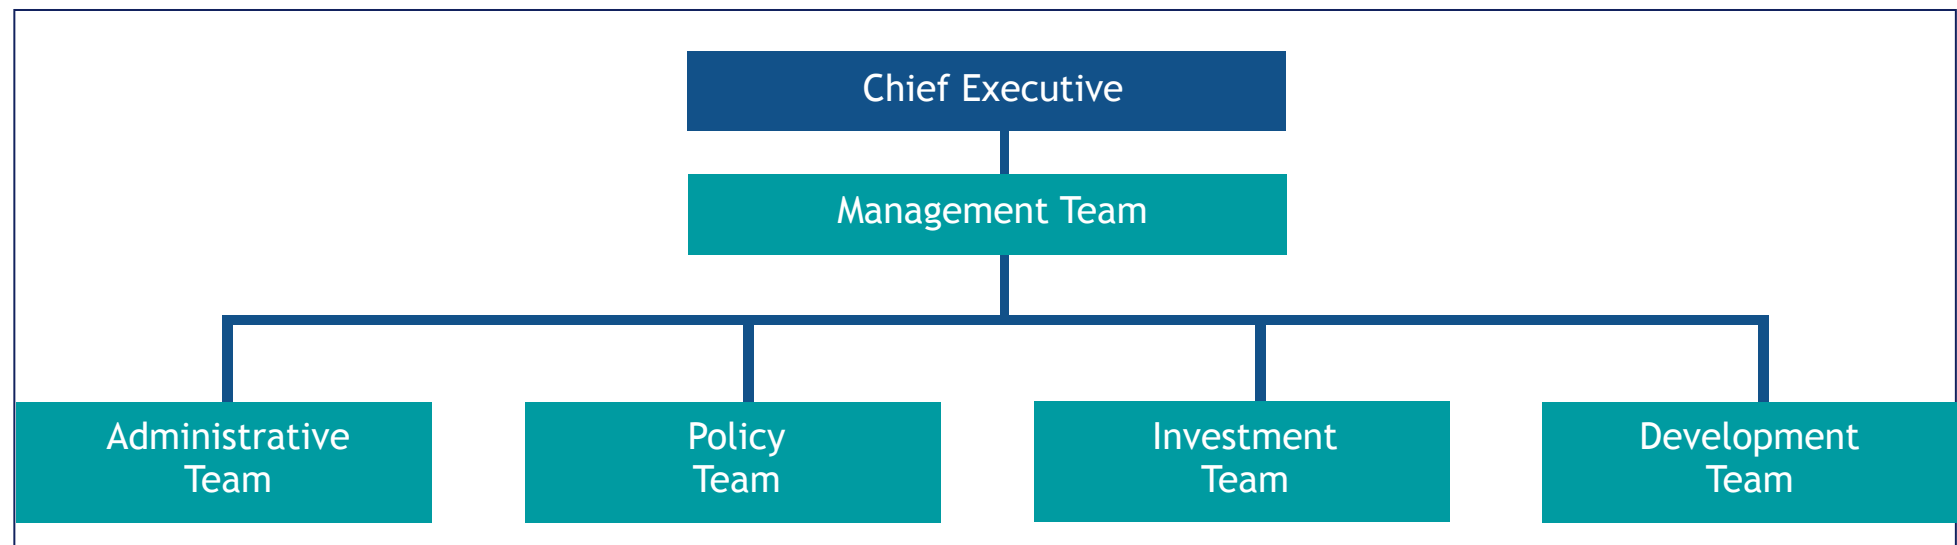 Chief Executive
Management Team
Administrative
Team
Policy
Team
Investment
Team
Development
Team